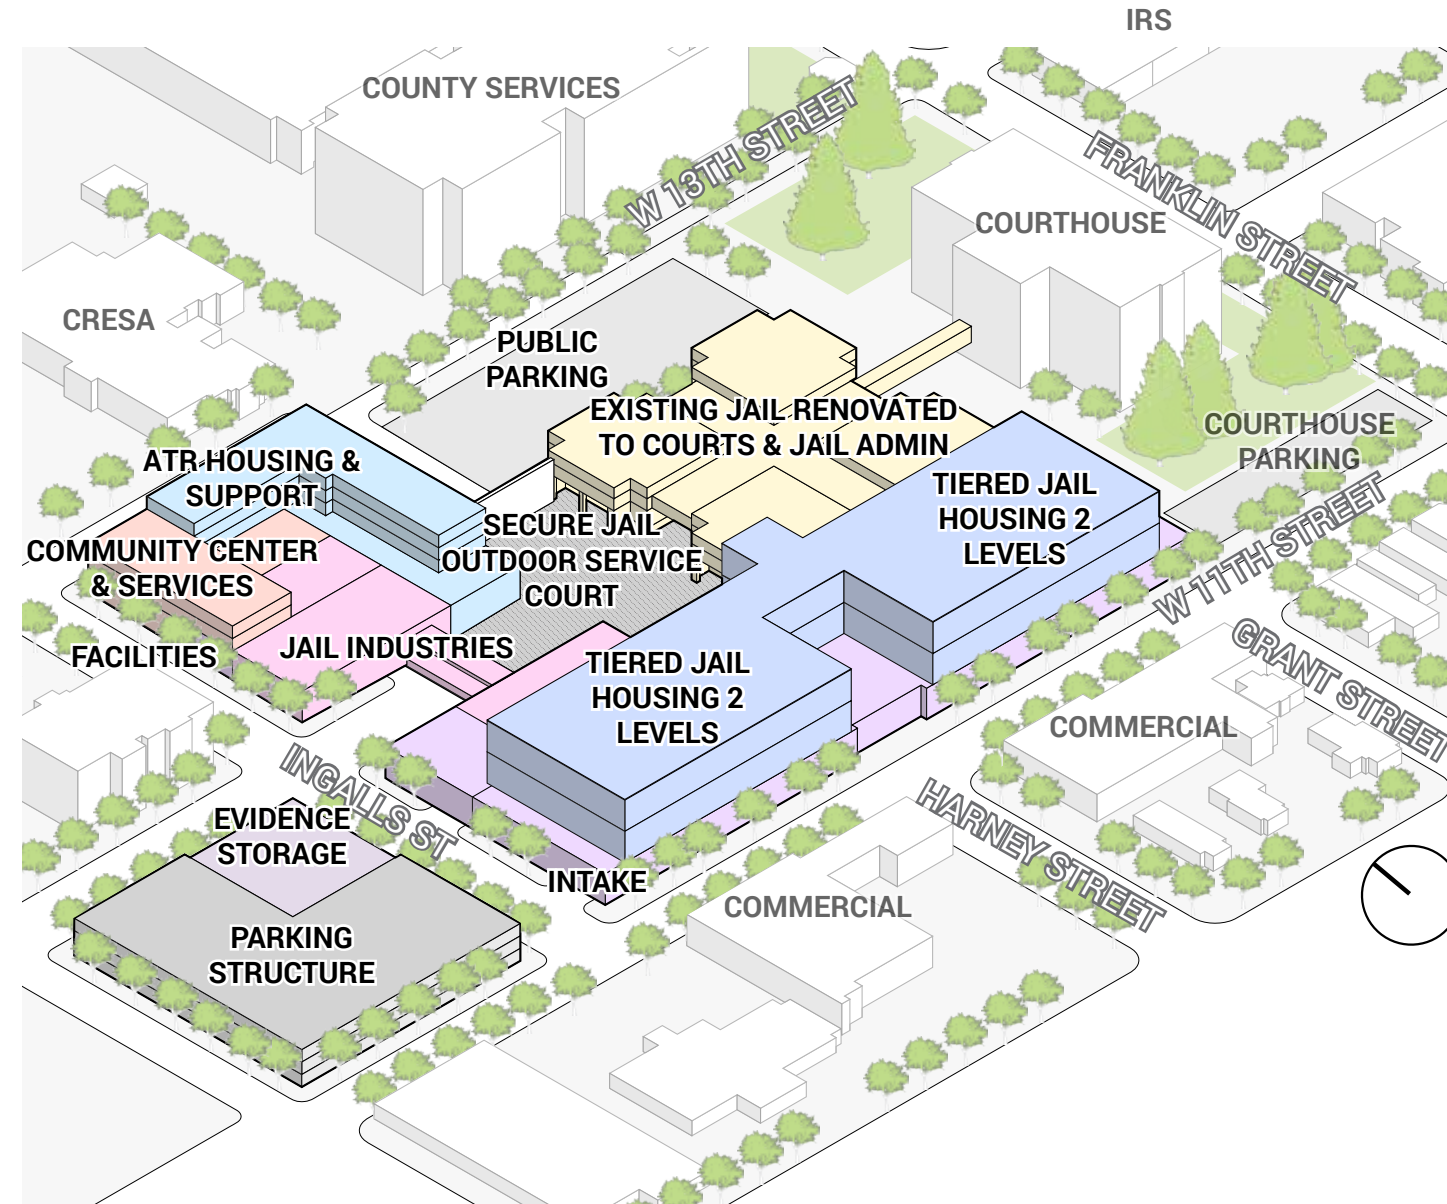 IRS
COUNTY SERVICES
W 13TH STREET
FRANKLIN STREET
COURTHOUSE
CRESA
PUBLIC
PARKING
EXISTING JAIL RENOVATED
TO COURTS & JAIL ADMIN
COURTHOUSE
PARKING
ATR HOUSING &
SUPPORT
TIERED JAIL
HOUSING 2
LEVELS
SECURE JAIL
OUTDOOR SERVICE
COURT
COMMUNITY CENTER
& SERVICES
W 11TH STREET
FACILITIES
JAIL INDUSTRIES
TIERED JAIL
HOUSING 2
LEVELS
GRANT STREET
COMMERCIAL
INGALLS ST
HARNEY STREET
EVIDENCE
STORAGE
INTAKE
COMMERCIAL
PARKING
STRUCTURE